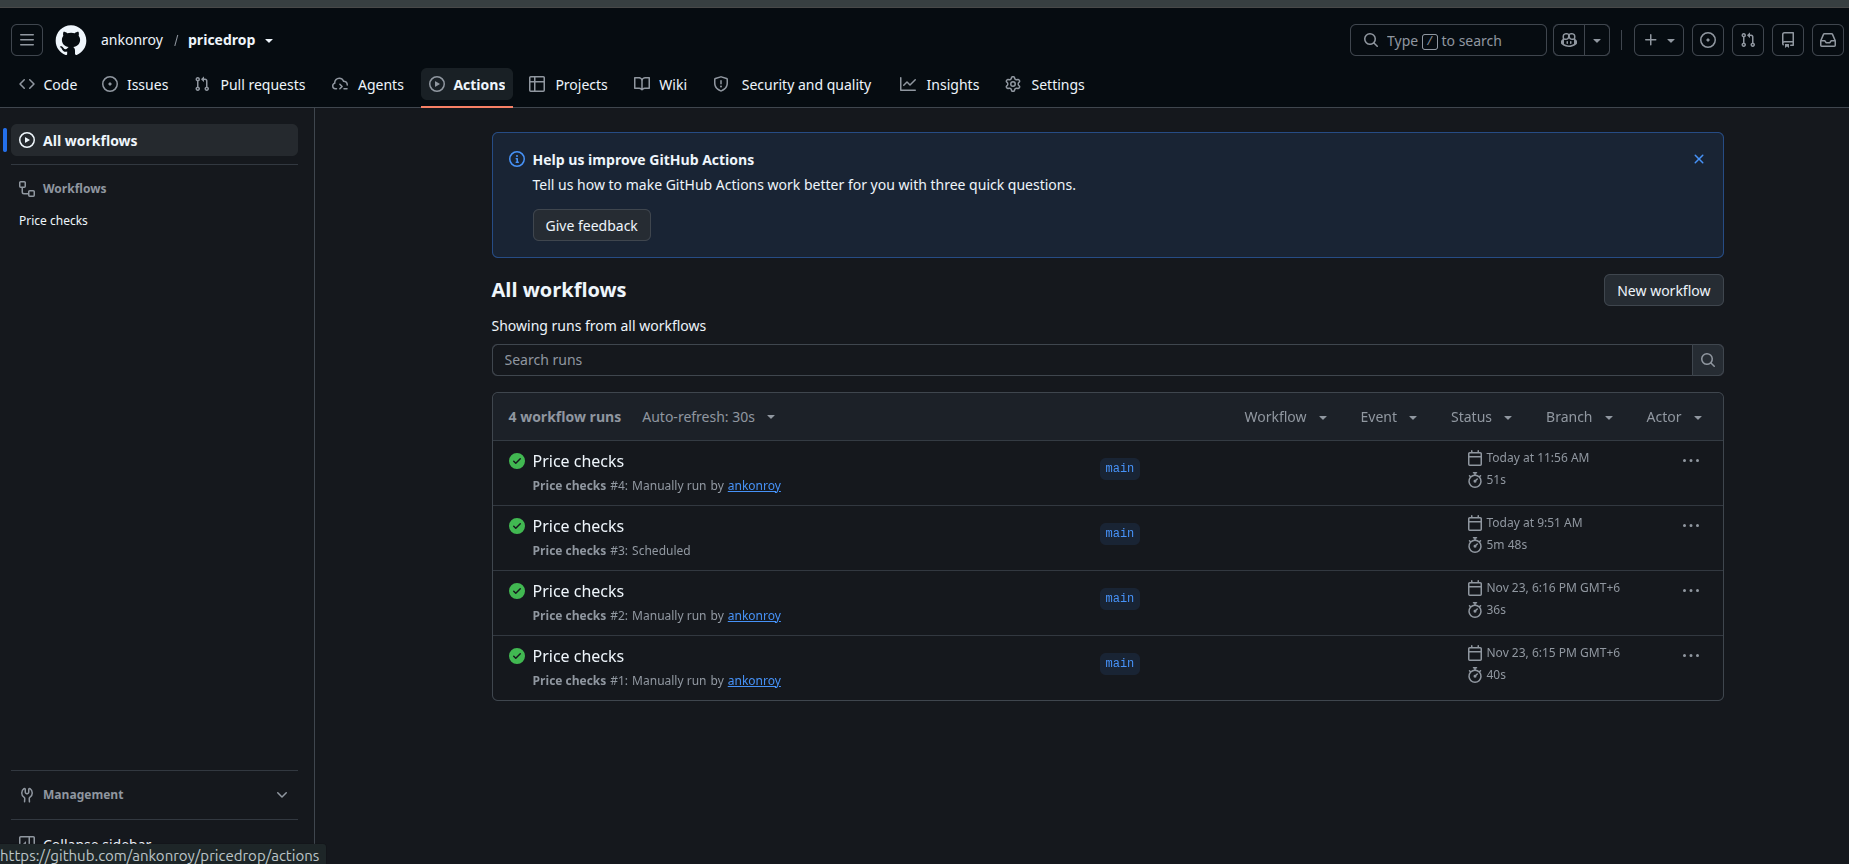 ankonroy / pricedrop
Type / to search
Code Issues Pull requests Agents Actions Projects Wiki Security and quality Insights Settings
All workflows
Workflows
Price checks
Management
Collapse sidebar
https://github.com/ankonroy/pricedrop/actions
Help us improve GitHub Actions
Tell us how to make GitHub Actions work better for you with three quick questions.
Give feedback
All workflows
New workflow
Showing runs from all workflows
Search runs
4 workflow runs Auto-refresh: 30s Workflow Event Status Branch Actor
Price checks main Today at 11:56 AM
Price checks #4: Manually run by ankonroy 51s
Price checks main Today at 9:51 AM
Price checks #3: Scheduled 5m 48s
Price checks main Nov 23, 6:16 PM GMT+6
Price checks #2: Manually run by ankonroy 36s
Price checks main Nov 23, 6:15 PM GMT+6
Price checks #1: Manually run by ankonroy 40s